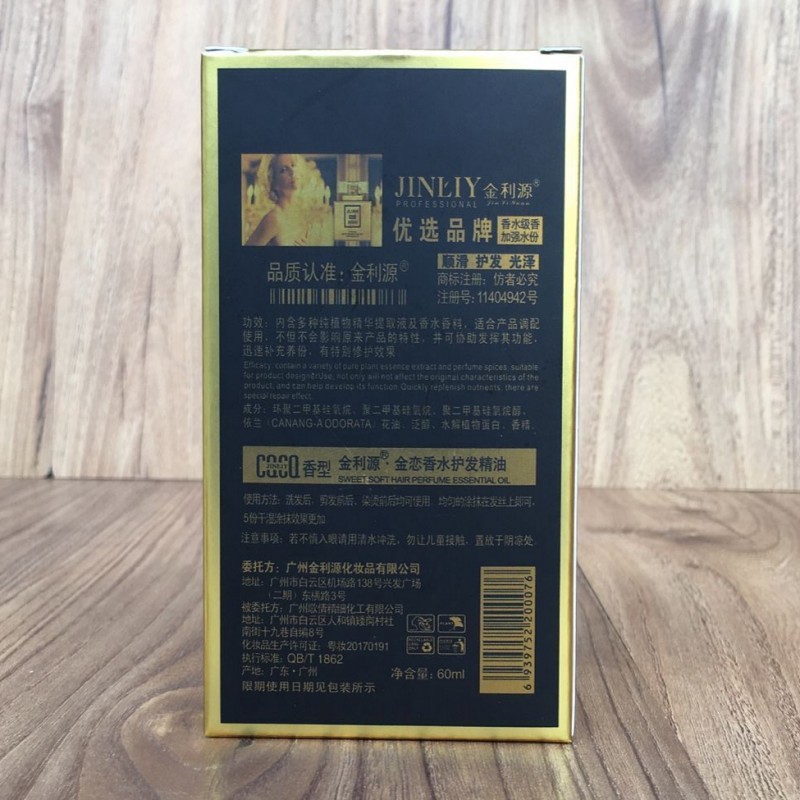 JINLIY 金利源®
PROFESSIONAL
优选品牌 香水级香 加强水份
顺滑 护发 光泽
品质认准：金利源®
商标注册：仿者必究
注册号：11404942号
功效：内含多种纯植物精华提取液及香水香料，适合产品调配
使用，不但不会影响原来产品的特性，并可协助发挥其功能，
迅速补充养份，有特别修护效果
Efficacy: contain a variety of pure plant essence extract and perfume spices, suitable
for product design©Use, not only will not affect the original characteristics of the
product, and can help develop its function.Quickly replenish nutrients, there are
special repair effect.
成分：环聚二甲基硅氧烷、聚二甲基硅氧烷、聚二甲基硅氧烷醇、
依兰（CANANG-A ODORATA）花油、泛醇、水解植物蛋白、香精、
JINLIY
香型 金利源®·金恋香水护发精油
SWEET SOFT HAIR PERFUME ESSENTIAL OIL
使用方法：洗发后、剪发前后、染烫前后均可使用，均匀的涂抹在发丝上即可，
5份干湿涂抹效果更加
注意事项：若不慎入眼请用清水冲洗，勿让儿童接触，置放于阴凉处
委托方：广州金利源化妆品有限公司
地址：广州市白云区机场路138号兴发广场
（二期）东梯路3号
被委托方：广州歌倩精细化工有限公司
地址：广州市白云区人和镇矮岗村社
南街十九巷自编8号
化妆品生产许可证：粤妆20170191
执行标准：QB/T 1862
产地：广东·广州
净含量：60ml
限期使用日期见包装所示
6 939752 200076